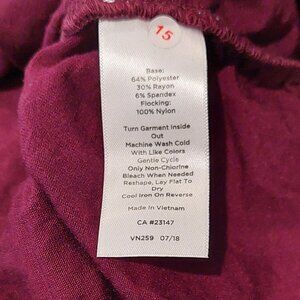 15
Base:
64% Polyester
30% Rayon
6% Spandex
Flocking:
100% Nylon
Turn Garment Inside
Out
Machine Wash Cold
With Like Colors
Gentle Cycle
Only Non-Chlorine
Bleach When Needed
Reshape, Lay Flat To
Dry
Cool Iron On Reverse
Made In Vietnam
CA #23147
VN259 07/18